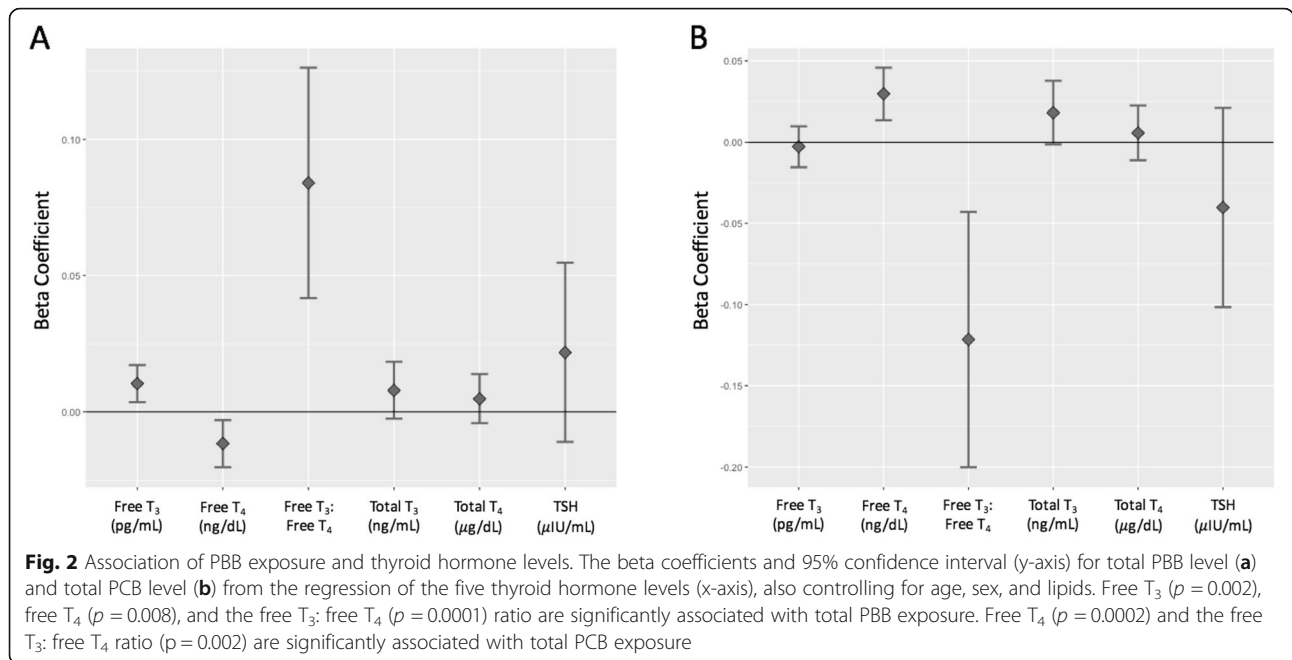 A
B
0.10
0.05
0.00
Beta Coefficient
Free T₃ (pg/mL)
Free T₄ (ng/dL)
Free T₃: Free T₄
Total T₃ (ng/mL)
Total T₄ (μg/dL)
TSH (μIU/mL)
0.05
0.00
-0.05
-0.10
-0.15
-0.20
Beta Coefficient
Free T₃ (pg/mL)
Free T₄ (ng/dL)
Free T₃: Free T₄
Total T₃ (ng/mL)
Total T₄ (μg/dL)
TSH (μIU/mL)
Fig. 2 Association of PBB exposure and thyroid hormone levels. The beta coefficients and 95% confidence interval (y-axis) for total PBB level (a)
and total PCB level (b) from the regression of the five thyroid hormone levels (x-axis), also controlling for age, sex, and lipids. Free T₃ (p = 0.002),
free T₄ (p = 0.008), and the free T₃: free T₄ (p = 0.0001) ratio are significantly associated with total PBB exposure. Free T₄ (p = 0.0002) and the free
T₃: free T₄ ratio (p = 0.002) are significantly associated with total PCB exposure